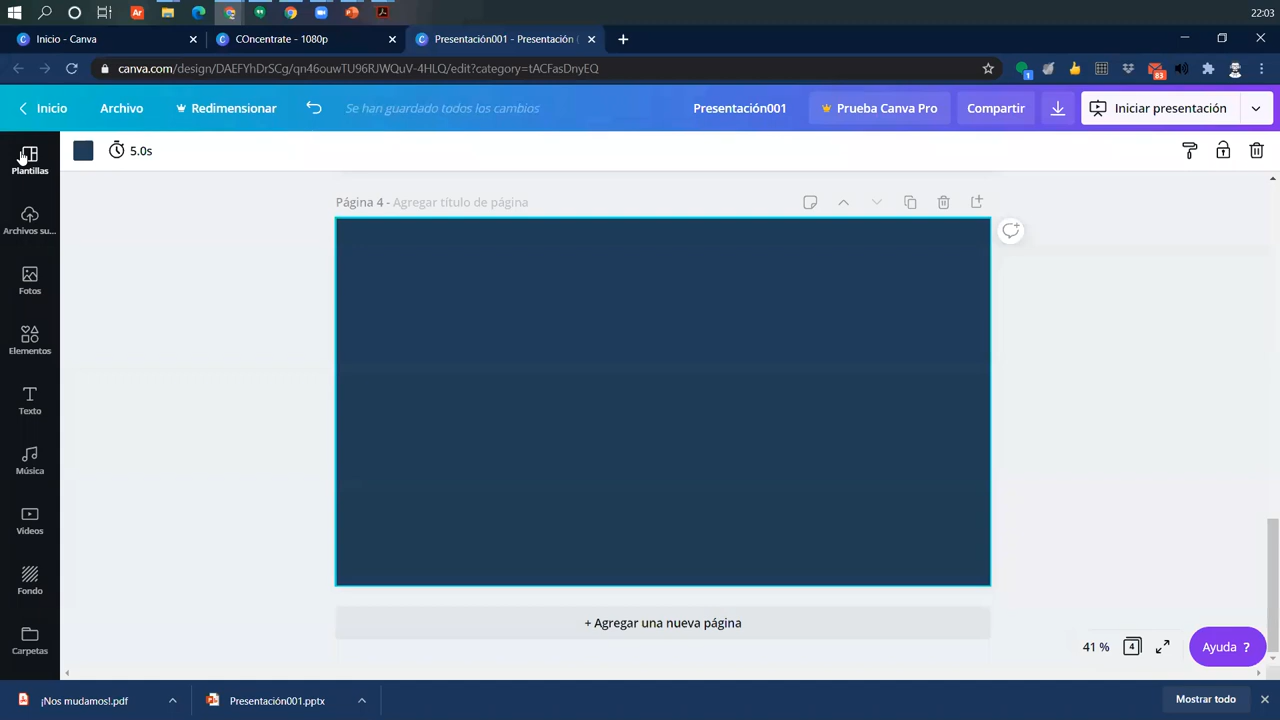 22:03
Inicio - Canva
COncentrate - 1080p
Presentación001 - Presentación (
canva.com/design/DAEFYhDrSCg/qn46ouwTU96RJWQuV-4HLQ/edit?category=tACFasDnyEQ
1
83
Inicio
Archivo
Redimensionar
Se han guardado todos los cambios
Presentación001
Prueba Canva Pro
Compartir
Iniciar presentación
5.0s
Plantillas
Archivos su...
Fotos
Elementos
Texto
Música
Videos
Fondo
Carpetas
Página 4 - Agregar título de página
+ Agregar una nueva página
41 %
4
Ayuda ?
¡Nos mudamos!.pdf
Presentación001.pptx
Mostrar todo